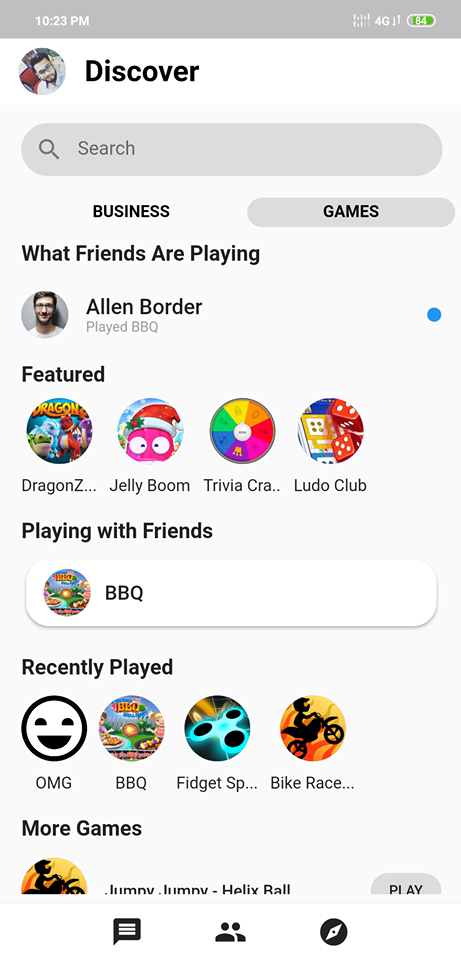 10:23 PM 4G 84
Discover
Search
BUSINESS GAMES
What Friends Are Playing
Allen Border
Played BBQ
Featured
DragonZ... Jelly Boom Trivia Cra.. Ludo Club
Playing with Friends
BBQ
Recently Played
OMG BBQ Fidget Sp... Bike Race...
More Games
Jumpy Jumpy - Helix Ball PLAY